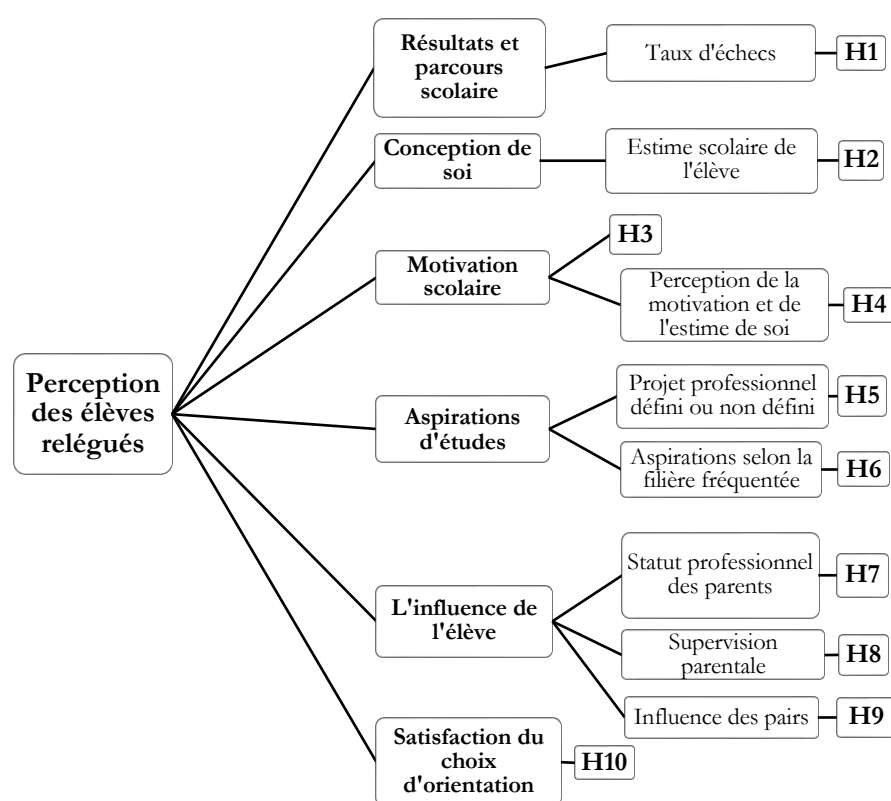 Perception
des élèves
relégués
Résultats et
parcours
scolaire
Taux d'échecs
H1
Conception de
soi
Estime scolaire de
l'élève
H2
Motivation
scolaire
H3
Perception de la
motivation et de
l'estime de soi
H4
Aspirations
d'études
Projet professionnel
défini ou non défini
H5
Aspirations selon la
filière fréquentée
H6
L'influence de
l'élève
Statut professionnel
des parents
H7
Supervision
parentale
H8
Influence des pairs
H9
Satisfaction du
choix
d'orientation
H10